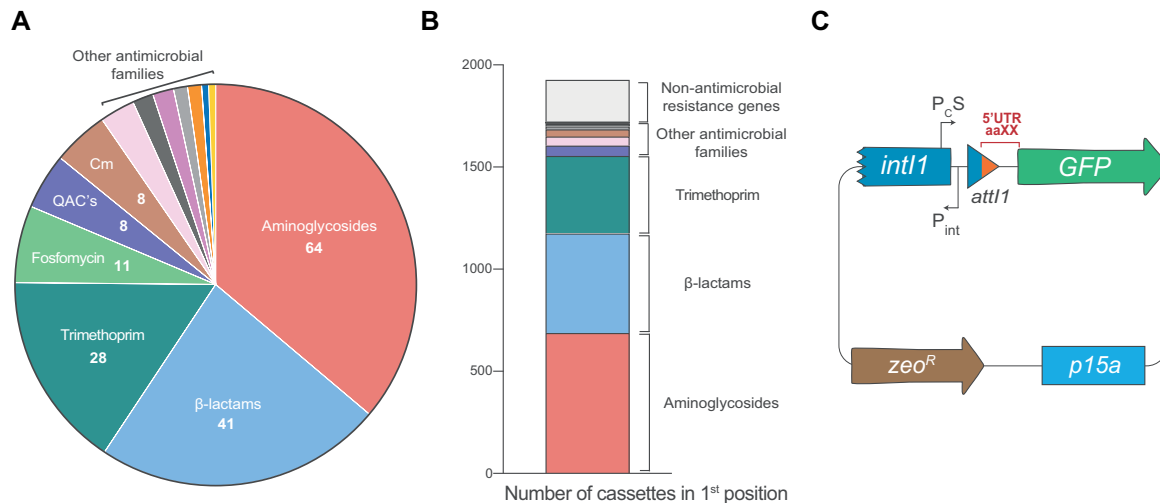 A
Other antimicrobial
families
Cm
8
QAC's
8
Fosfomycin 11
Trimethoprim
28
β-lactams
41
Aminoglycosides
64
B
2000
1500
1000
500
0
Non-antimicrobial
resistance genes
Other antimicrobial
families
Trimethoprim
β-lactams
Aminoglycosides
Number of cassettes in 1st position
C
PCS
5'UTR
aaXX
intI1
attI1
GFP
Pint
zeoR
p15a